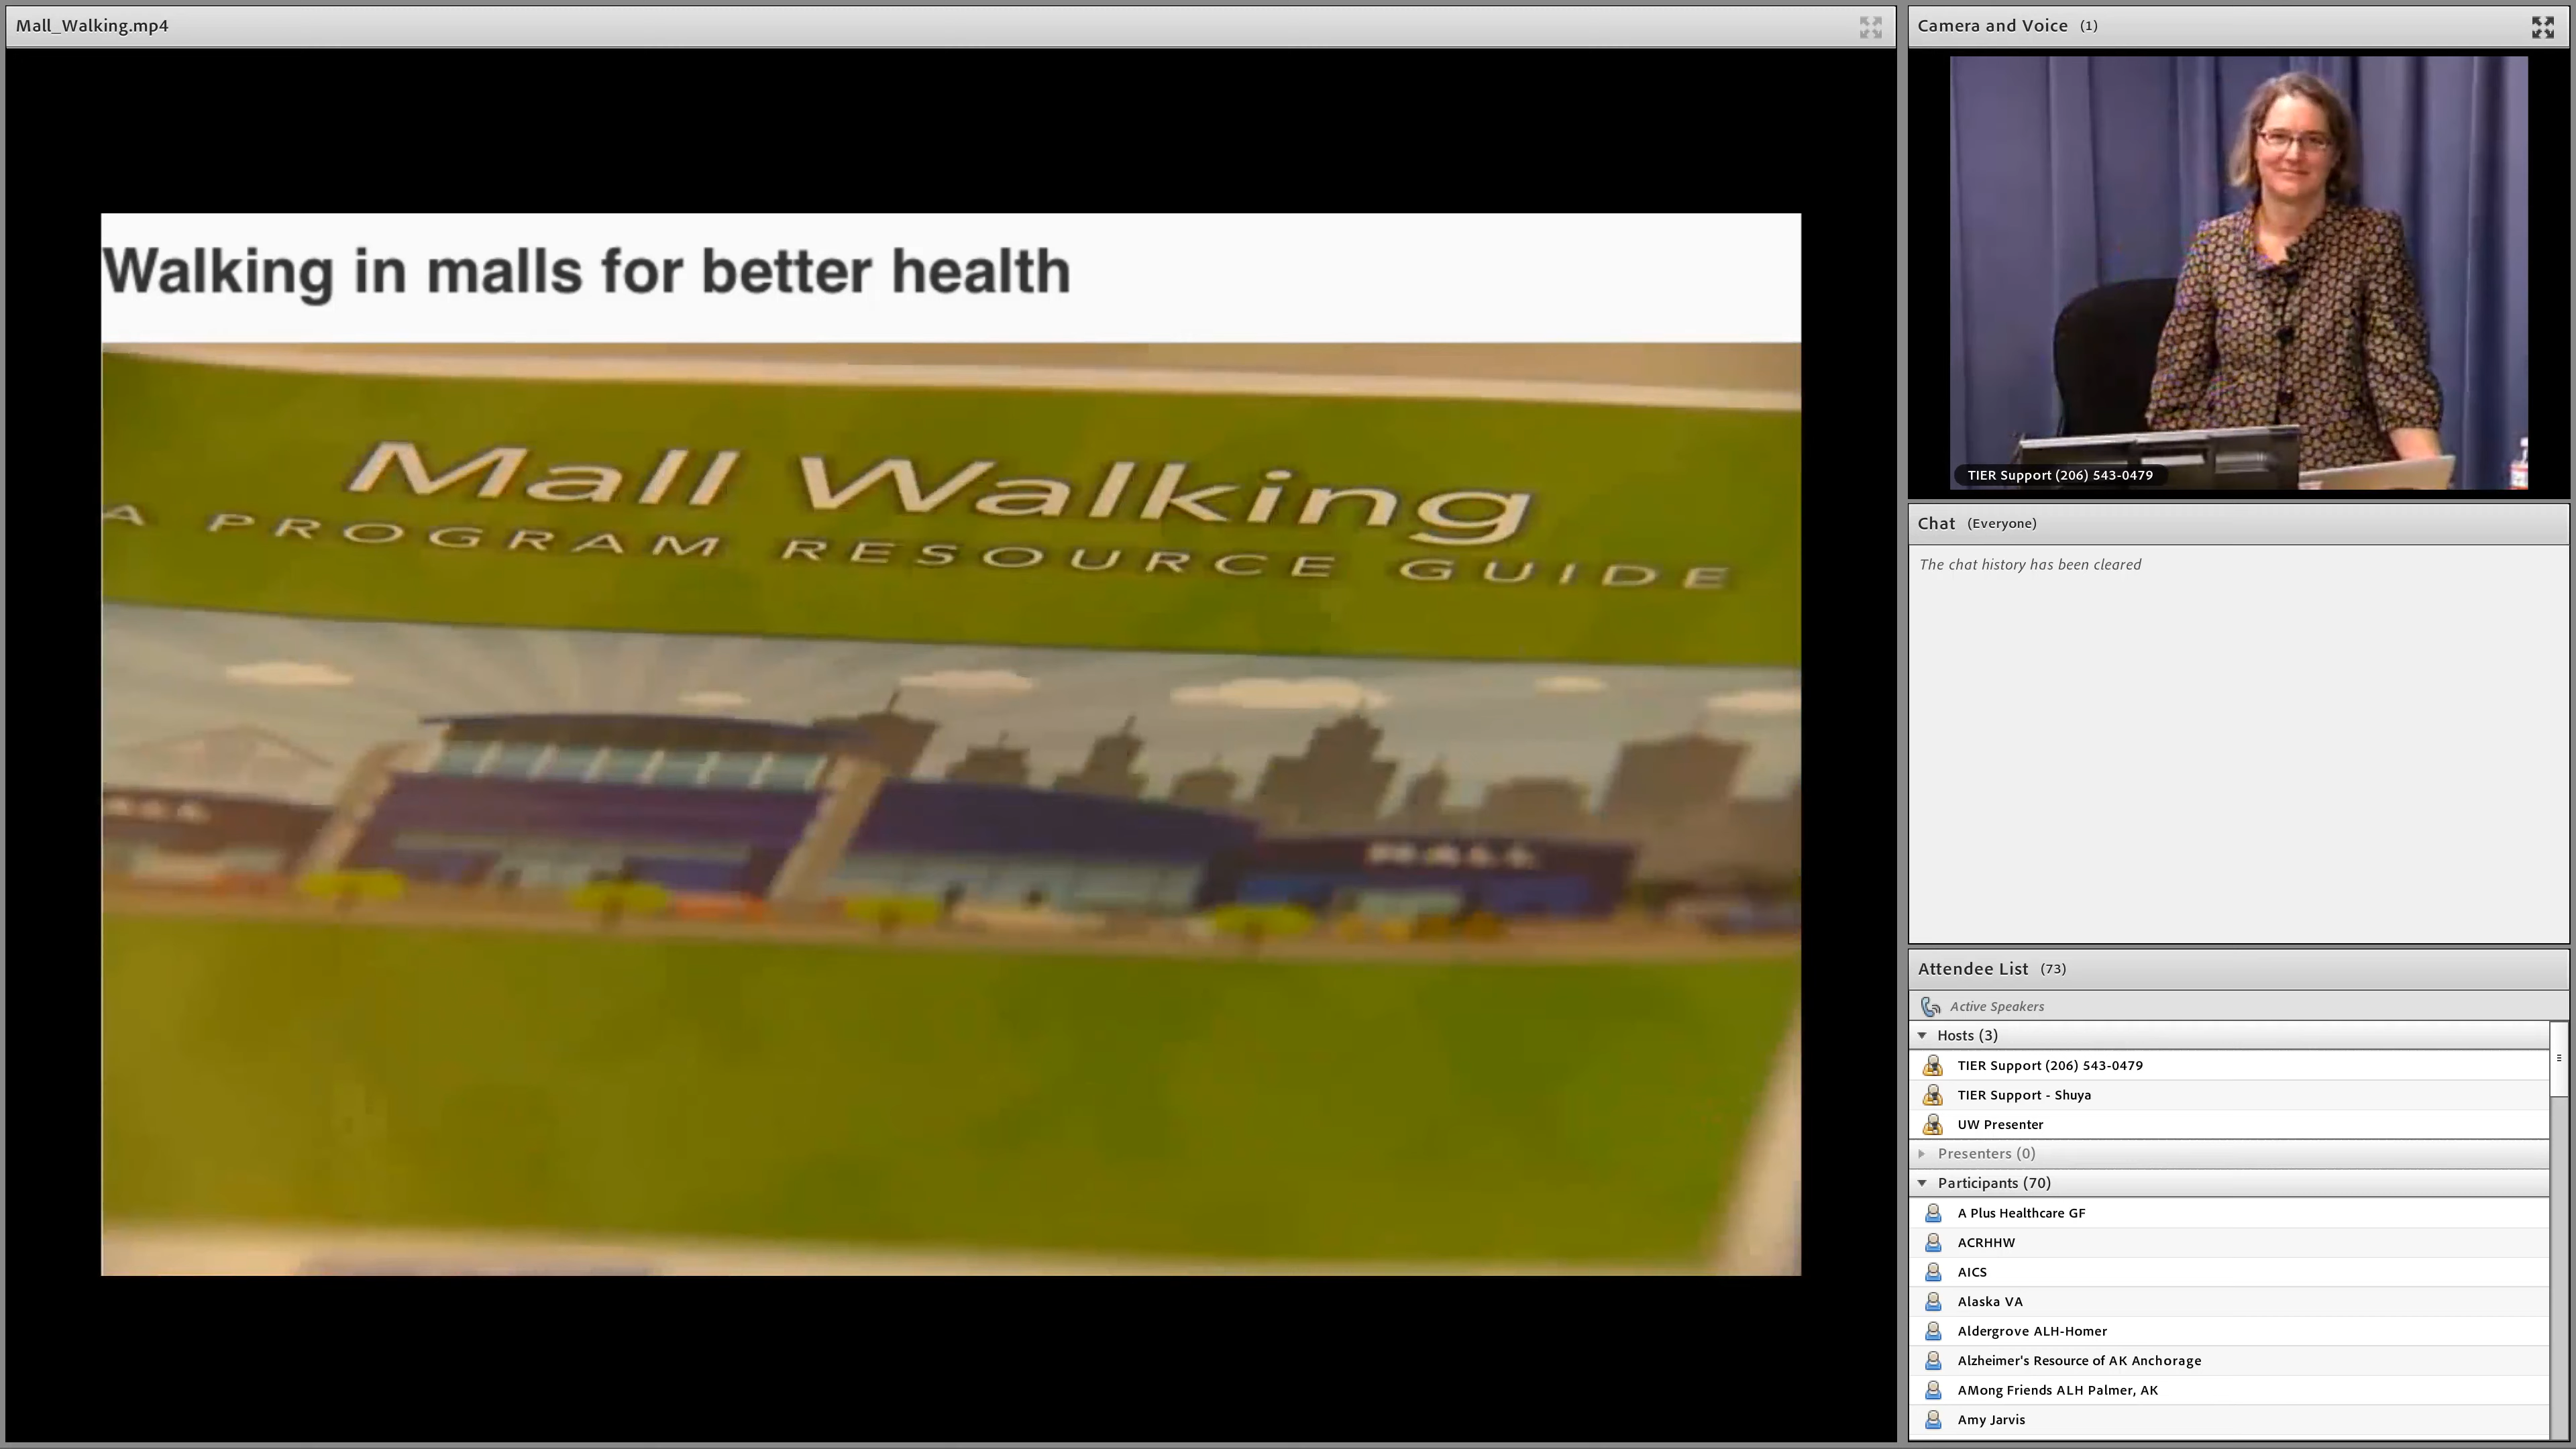 Mall_Walking.mp4
Walking in malls for better health
Mall Walking
A PROGRAM RESOURCE GUIDE
MALL
Camera and Voice (1)
TIER Support (206) 543-0479
Chat (Everyone)
The chat history has been cleared
Attendee List (73)
Active Speakers
Hosts (3)
TIER Support (206) 543-0479
TIER Support - Shuya
UW Presenter
Presenters (0)
Participants (70)
A Plus Healthcare GF
ACRHHW
AICS
Alaska VA
Aldergrove ALH-Homer
Alzheimer's Resource of AK Anchorage
AMong Friends ALH Palmer, AK
Amy Jarvis